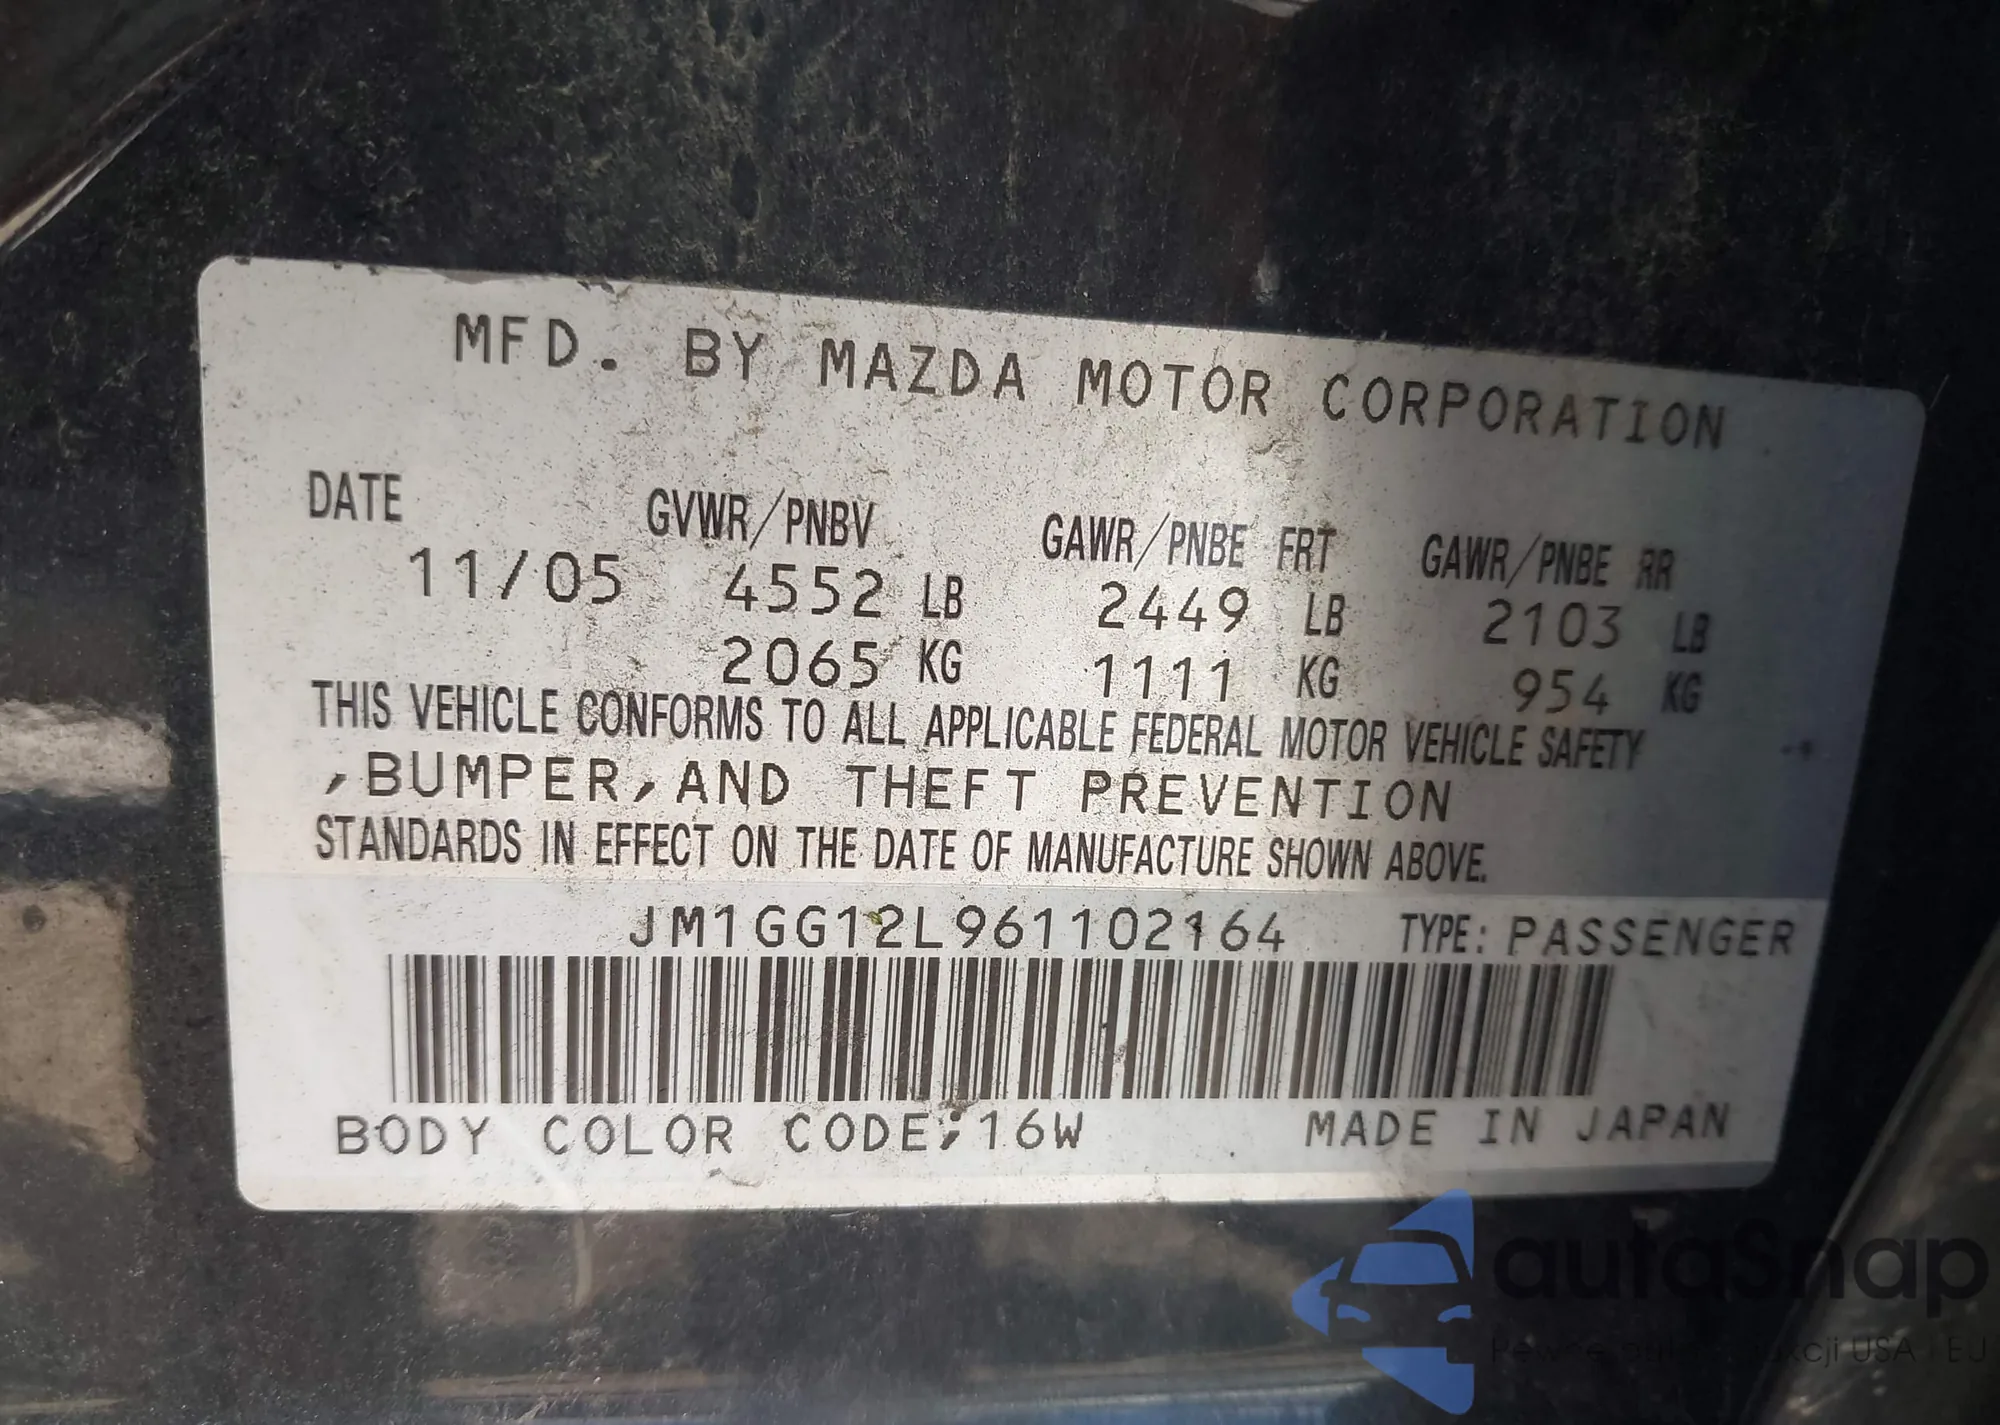 MFD. BY MAZDA MOTOR CORPORATION
DATE GVWR/PNBV GAWR/PNBE FRT GAWR/PNBE RR
11/05 4552 LB 2449 LB 2103 LB
2065 KG 1111 KG 954 KG
THIS VEHICLE CONFORMS TO ALL APPLICABLE FEDERAL MOTOR VEHICLE SAFETY
,BUMPER,AND THEFT PREVENTION
STANDARDS IN EFFECT ON THE DATE OF MANUFACTURE SHOWN ABOVE.
JM1GG12L961102164 TYPE: PASSENGER
BODY COLOR CODE;16W MADE IN JAPAN
autaSnap
USA EU